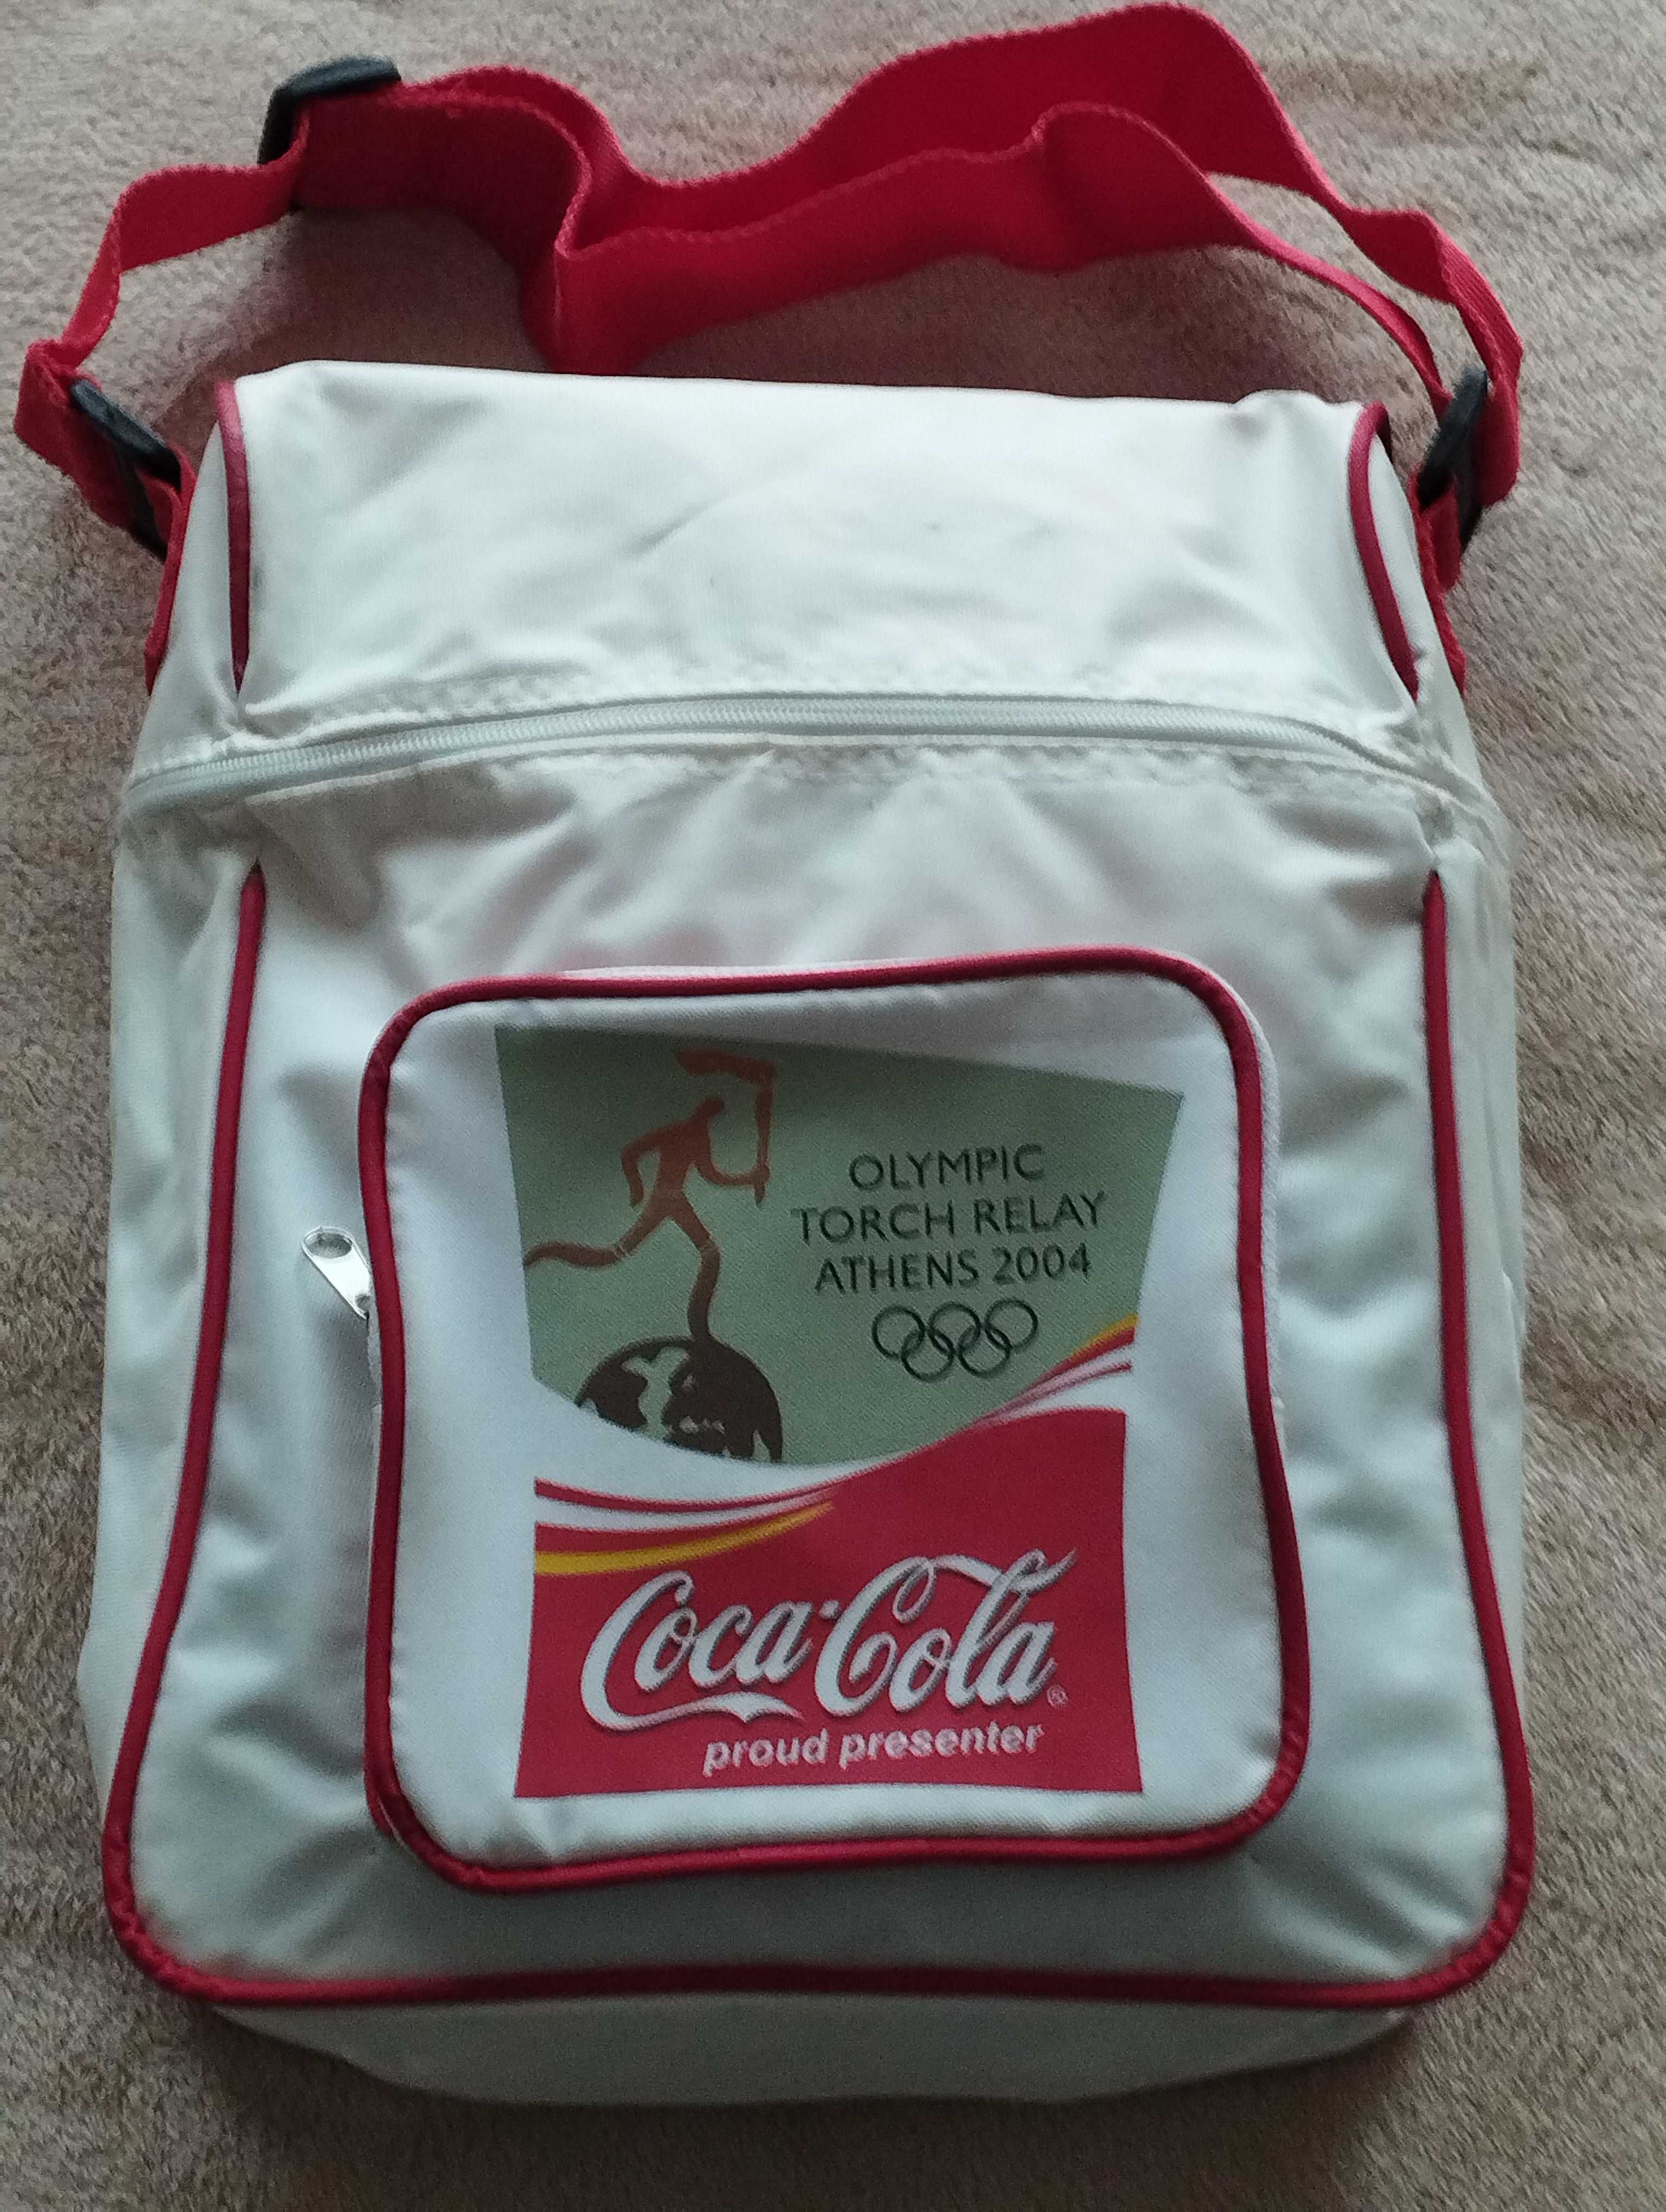 OLYMPIC
TORCH RELAY
ATHENS 2004
Coca-Cola®
proud presenter